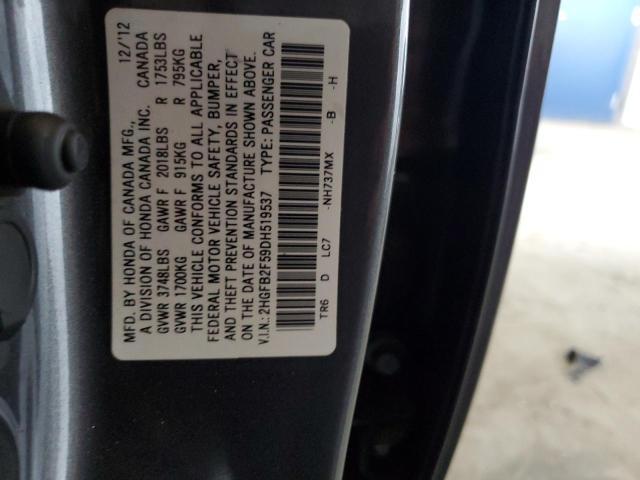 MFD. BY HONDA OF CANADA MFG., 12/'12
A DIVISION OF HONDA CANADA INC. CANADA
GVWR 3748LBS GAWR F 2018LBS R 1753LBS
GVWR 1700KG GAWR F 915KG R 795KG
THIS VEHICLE CONFORMS TO ALL APPLICABLE
FEDERAL MOTOR VEHICLE SAFETY, BUMPER,
AND THEFT PREVENTION STANDARDS IN EFFECT
ON THE DATE OF MANUFACTURE SHOWN ABOVE.
V.I.N.: 2HGFB2F59DH519537 TYPE: PASSENGER CAR
TR6 D LC7 -NH737MX -B -H